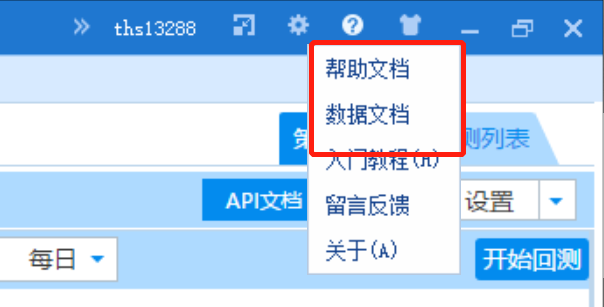 ths13288
帮助文档
数据文档
第
测列表
入门教程(H)
API文档
留言反馈
设置
关于(A)
每日
开始回测